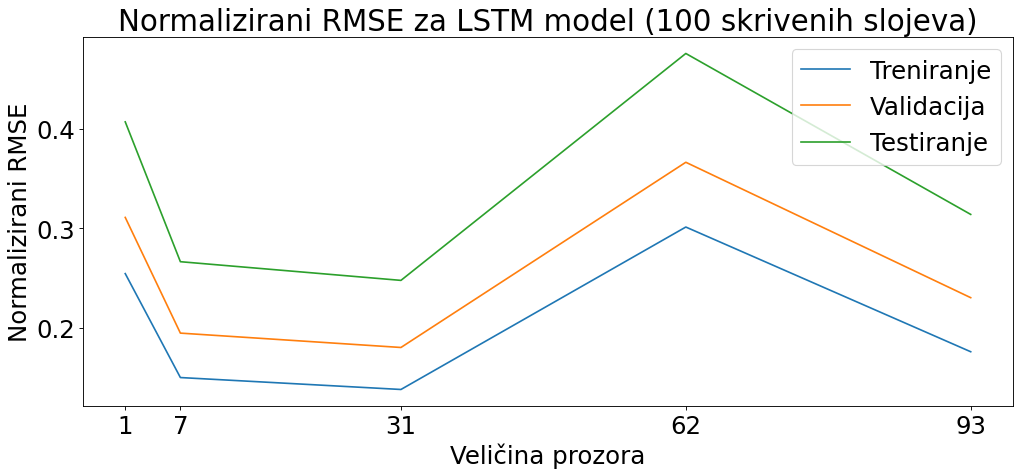 Normalizirani RMSE za LSTM model (100 skrivenih slojeva)
Treniranje
Validacija
Testiranje
Normalizirani RMSE
0.4
0.3
0.2
1 7 31 62 93
Veličina prozora